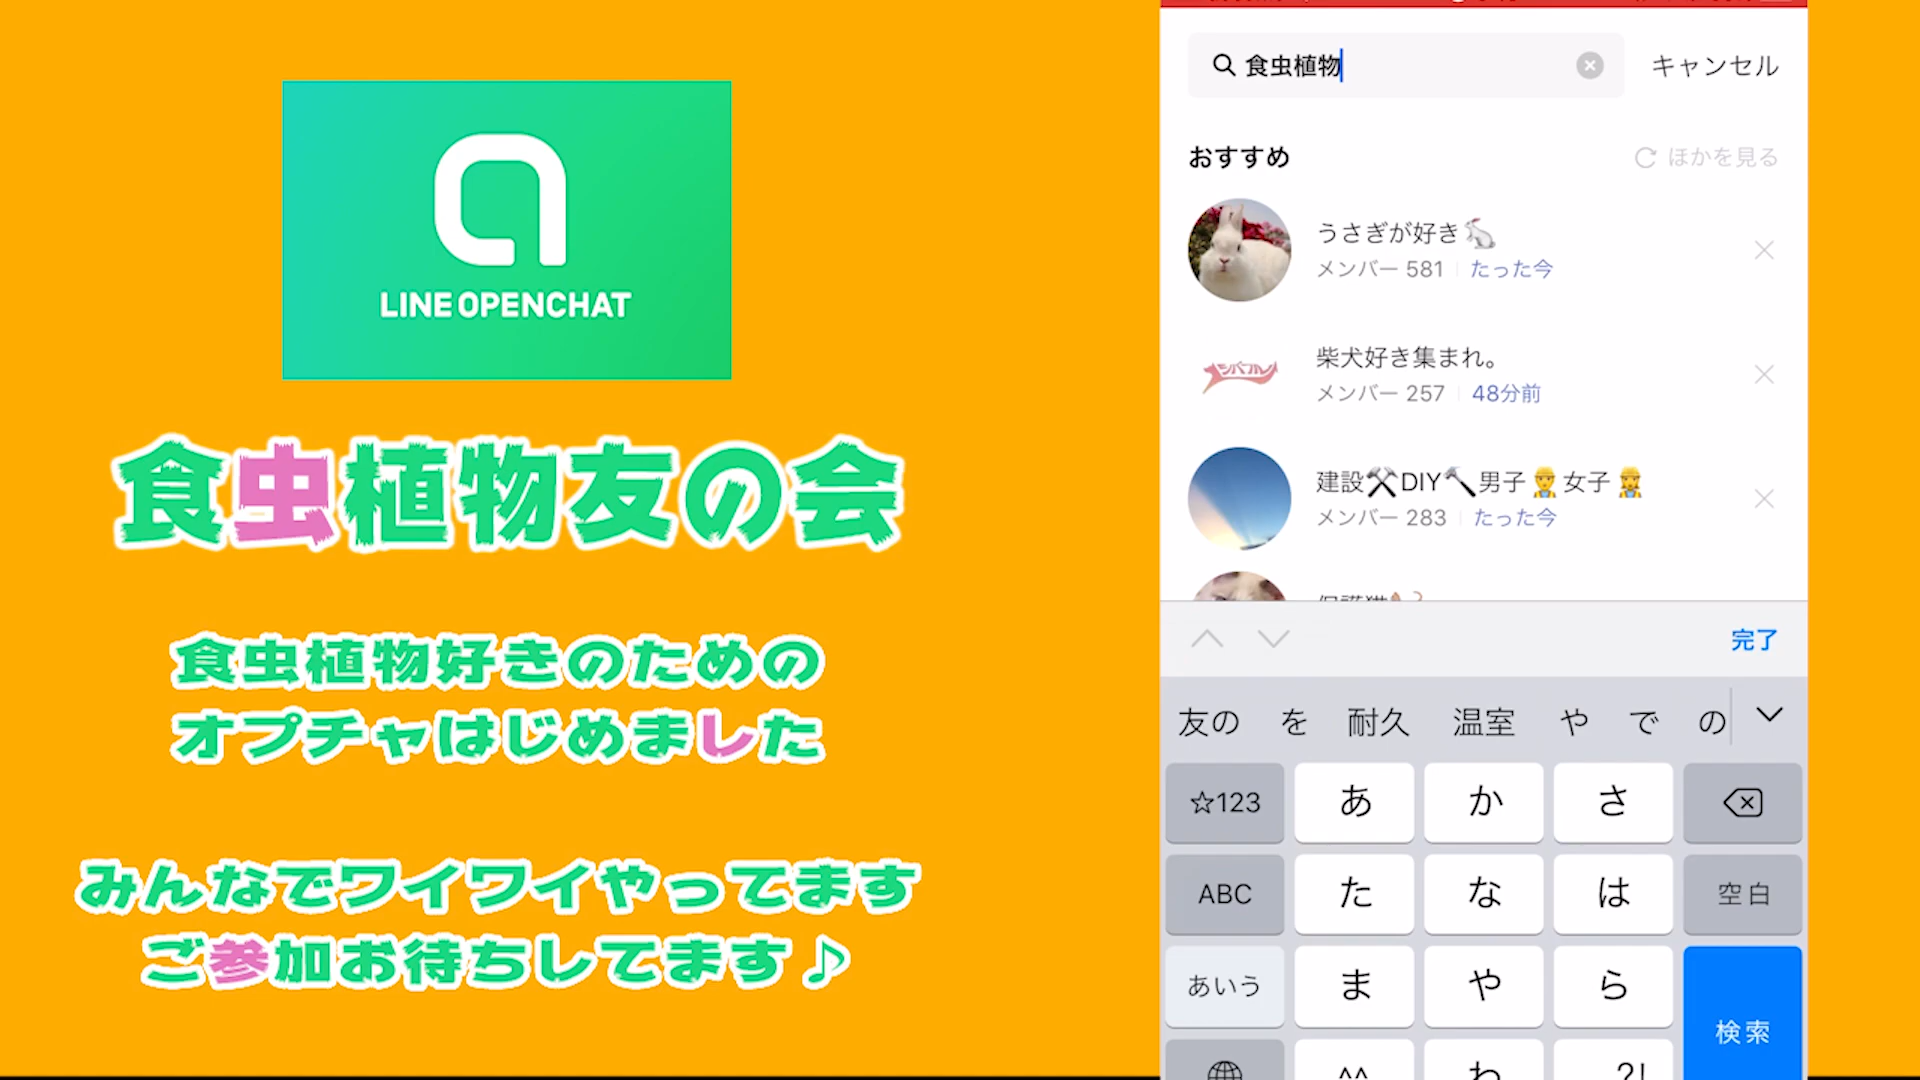 LINE OPENCHAT
食虫植物友の会
食虫植物好きのための
オプチャはじめました
みんなでワイワイやってます
ご参加お待ちしてます♪
食虫植物
キャンセル
おすすめ
ほかを見る
うさぎが好き🐇
メンバー 581
たった今
シバフル
柴犬好き集まれ。
メンバー 257
48分前
建設⚒DIY🔨男子👷‍♂️女子👷‍♀️
メンバー 283
たった今
完了
友の を 耐久 温室 や で の
☆123 あ か さ
ABC た な は 空白
あいう ま や ら 検索
^^ わ 、。?!